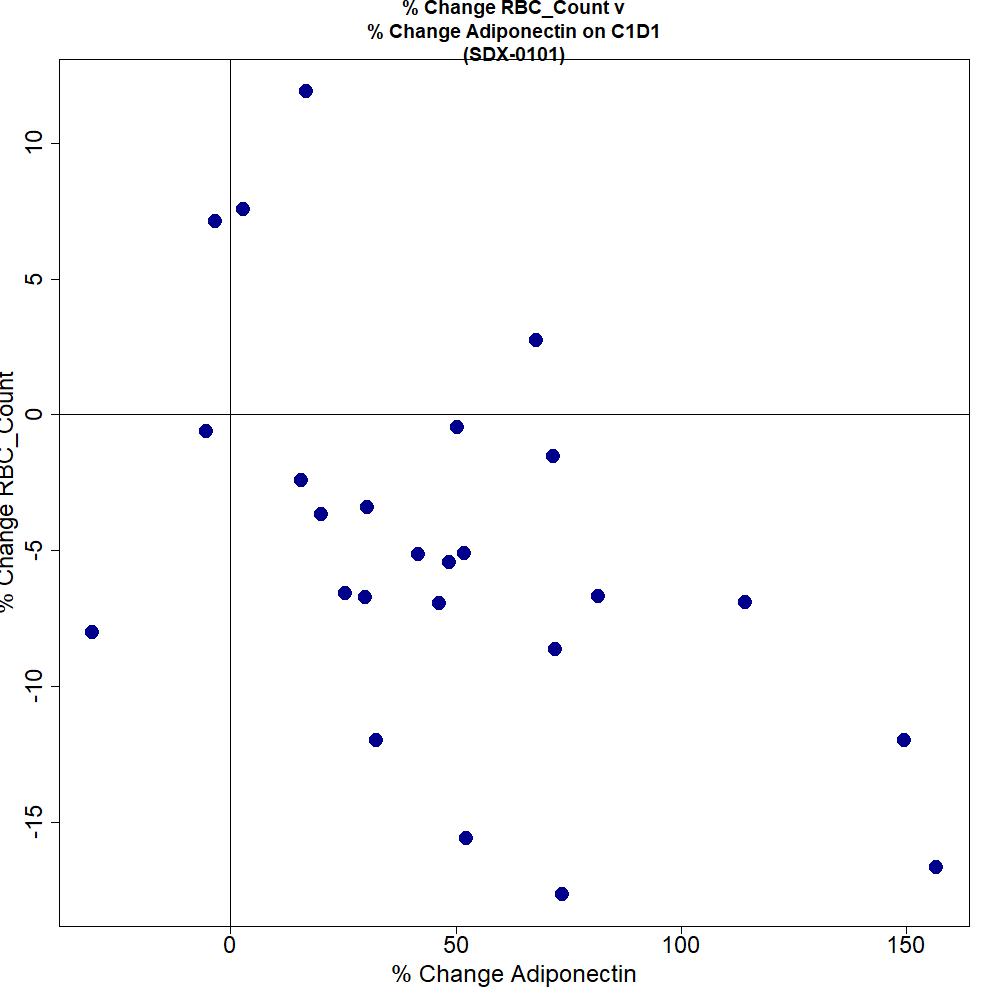 % Change RBC_Count v
% Change Adiponectin on C1D1
(SDX-0101)
10
5
0
-5
-10
-15
% Change RBC_Count
0 50 100 150
% Change Adiponectin